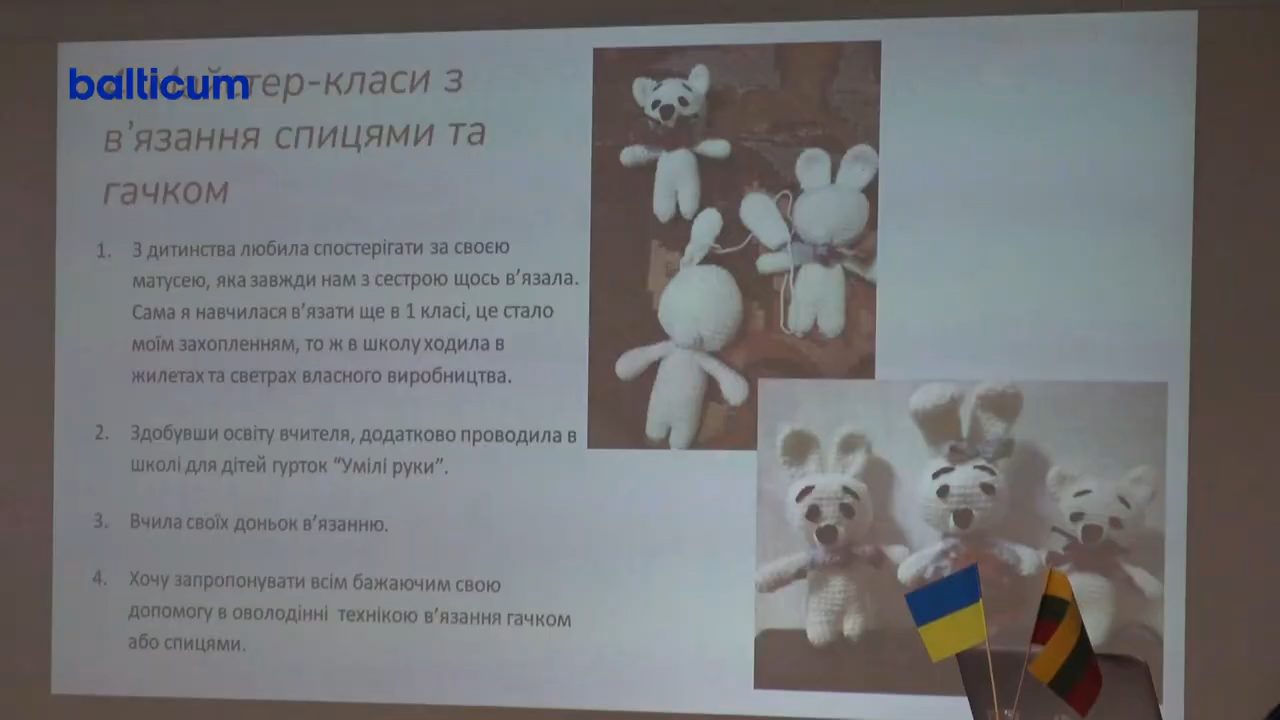 balticum
тер-класи з
в’язання спицями та
гачком
1. З дитинства любила спостерігати за своєю
матусею, яка завжди нам з сестрою щось в’язала.
Сама я навчилася в’язати ще в 1 класі, це стало
моїм захопленням, то ж в школу ходила в
жилетах та светрах власного виробництва.
2. Здобувши освіту вчителя, додатково проводила в
школі для дітей гурток “Умілі руки”.
3. Вчила своїх доньок в’язанню.
4. Хочу запропонувати всім бажаючим свою
допомогу в оволодінні технікою в’язання гачком
або спицями.